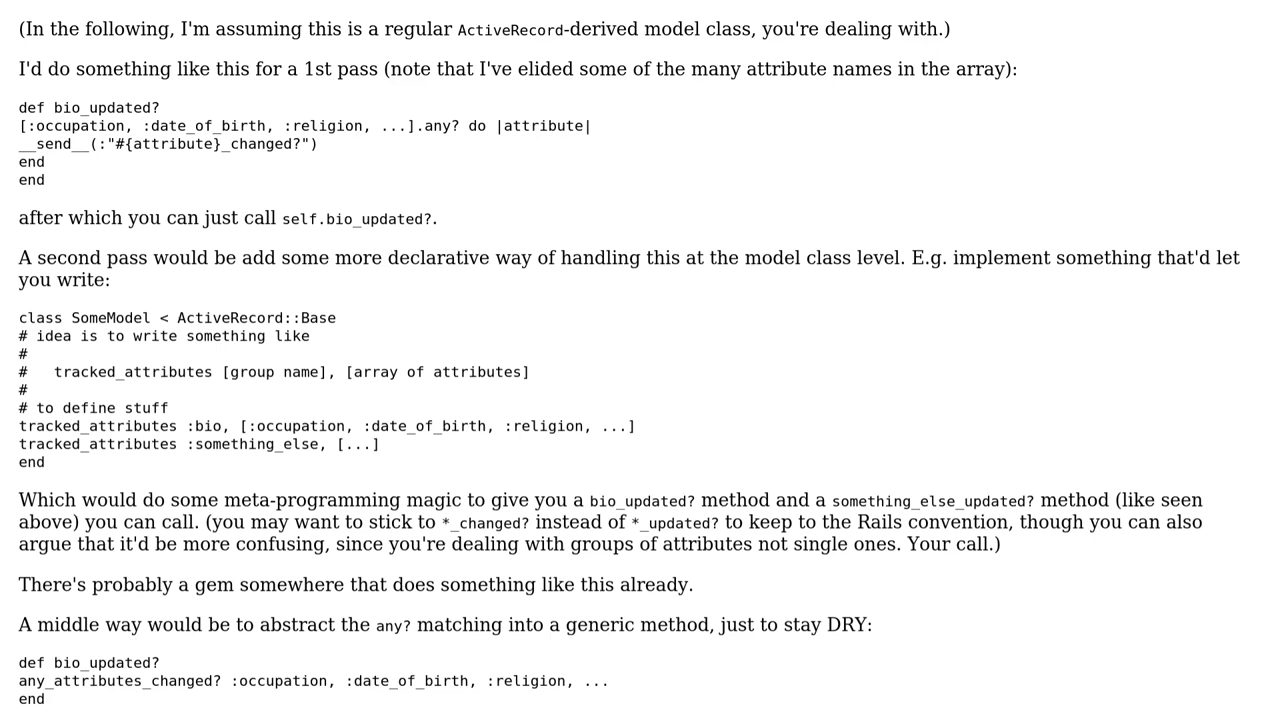 (In the following, I'm assuming this is a regular ActiveRecord-derived model class, you're dealing with.)
I'd do something like this for a 1st pass (note that I've elided some of the many attribute names in the array):
def bio_updated?
[:occupation, :date_of_birth, :religion, ...].any? do |attribute|
__send__(:"#{attribute}_changed?")
end
end
after which you can just call self.bio_updated?.
A second pass would be add some more declarative way of handling this at the model class level. E.g. implement something that'd let
you write:
class SomeModel < ActiveRecord::Base
# idea is to write something like
#
#   tracked_attributes [group name], [array of attributes]
#
# to define stuff
tracked_attributes :bio, [:occupation, :date_of_birth, :religion, ...]
tracked_attributes :something_else, [...]
end
Which would do some meta-programming magic to give you a bio_updated? method and a something_else_updated? method (like seen
above) you can call. (you may want to stick to *_changed? instead of *_updated? to keep to the Rails convention, though you can also
argue that it'd be more confusing, since you're dealing with groups of attributes not single ones. Your call.)
There's probably a gem somewhere that does something like this already.
A middle way would be to abstract the any? matching into a generic method, just to stay DRY:
def bio_updated?
any_attributes_changed? :occupation, :date_of_birth, :religion, ...
end